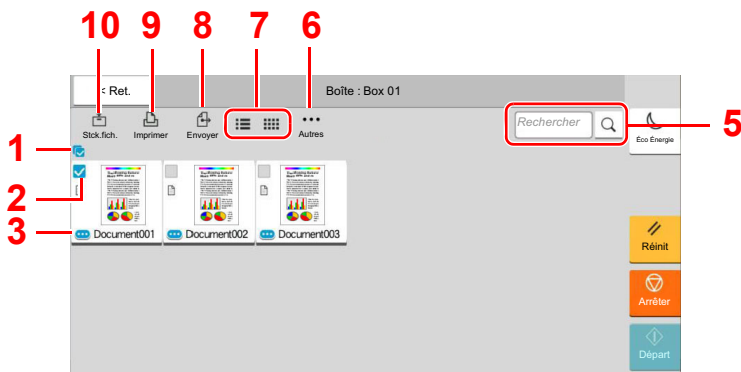 10 9 8 7 6
< Ret.
Boîte : Box 01
Stck.fich.
Imprimer
Envoyer
Autres
Rechercher
5
Éco Énergie
1
2
3
Document001
Document002
Document003
Réinit
Arrêter
Départ